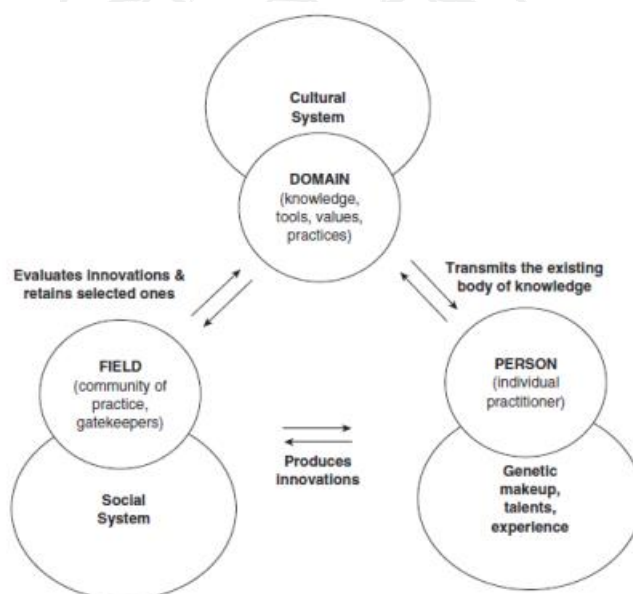 Cultural
System
DOMAIN
(knowledge,
tools, values,
practices)
Evaluates innovations &
retains selected ones
Transmits the existing
body of knowledge
FIELD
(community of
practice,
gatekeepers)
PERSON
(individual
practitioner)
Produces
innovations
Social
System
Genetic
makeup,
talents,
experience